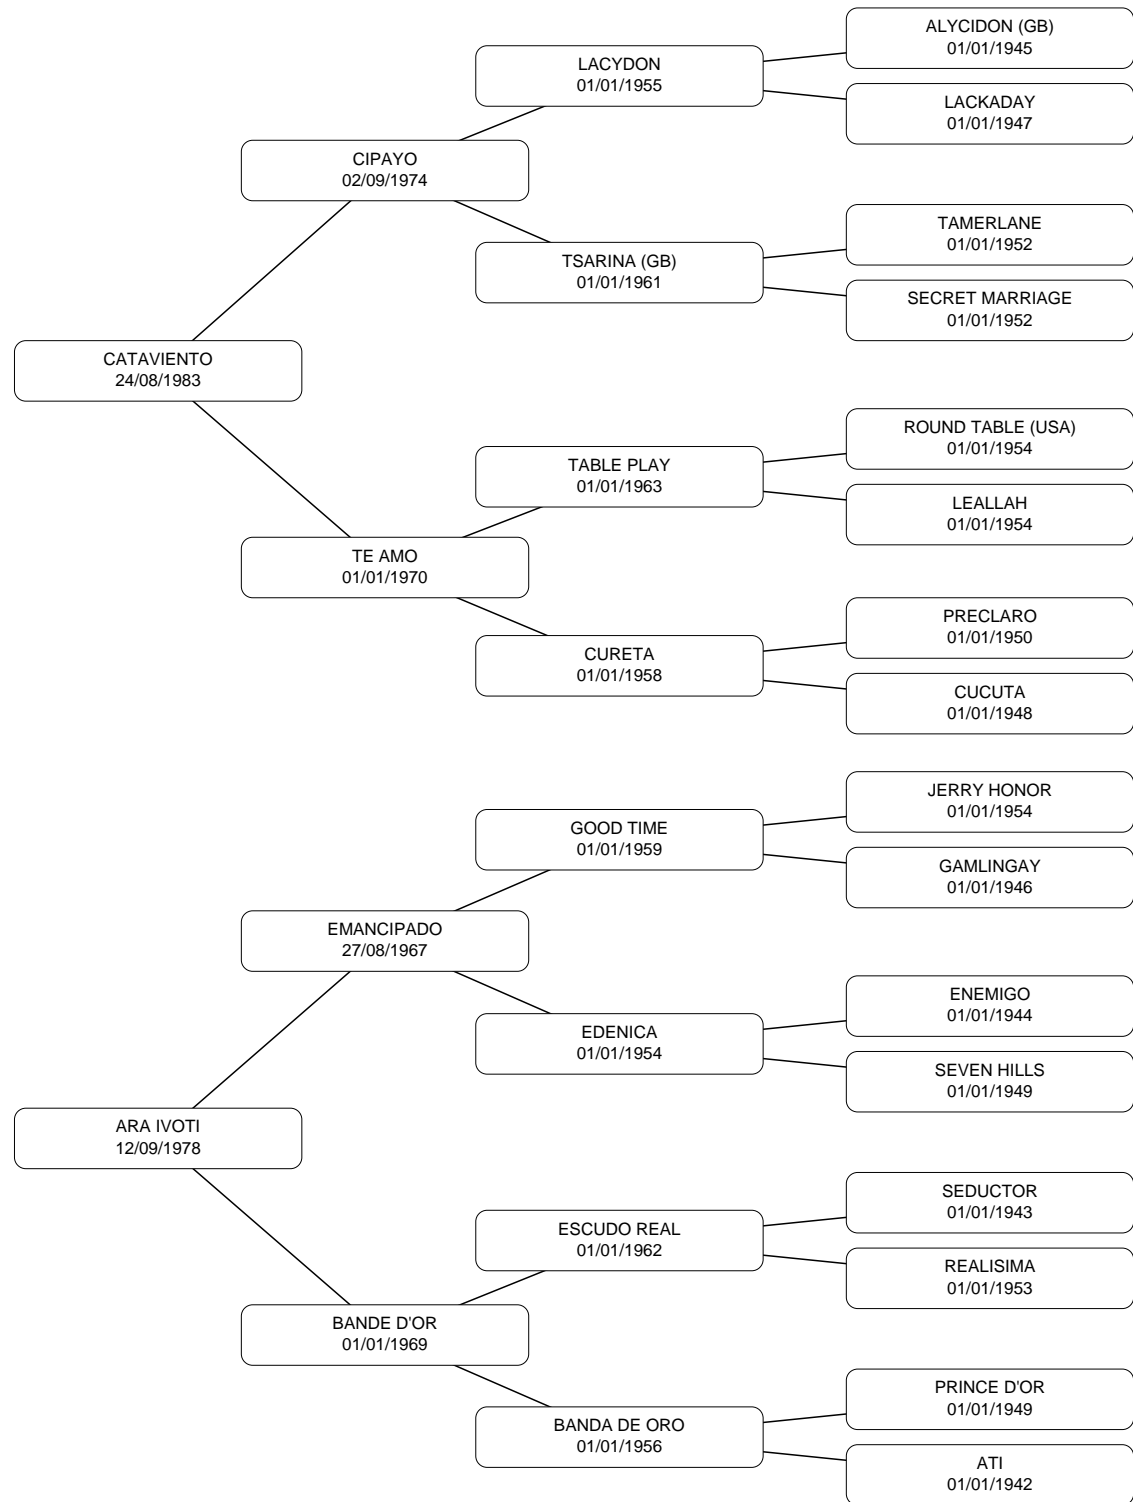 ALYCIDON (GB)
01/01/1945
LACYDON
01/01/1955
LACKADAY
01/01/1947
CIPAYO
02/09/1974
TAMERLANE
01/01/1952
TSARINA (GB)
01/01/1961
SECRET MARRIAGE
01/01/1952
CATAVIENTO
24/08/1983
ROUND TABLE (USA)
01/01/1954
TABLE PLAY
01/01/1963
LEALLAH
01/01/1954
TE AMO
01/01/1970
PRECLARO
01/01/1950
CURETA
01/01/1958
CUCUTA
01/01/1948
JERRY HONOR
01/01/1954
GOOD TIME
01/01/1959
GAMLINGAY
01/01/1946
EMANCIPADO
27/08/1967
ENEMIGO
01/01/1944
EDENICA
01/01/1954
SEVEN HILLS
01/01/1949
ARA IVOTI
12/09/1978
SEDUCTOR
01/01/1943
ESCUDO REAL
01/01/1962
REALISIMA
01/01/1953
BANDE D'OR
01/01/1969
PRINCE D'OR
01/01/1949
BANDA DE ORO
01/01/1956
ATI
01/01/1942